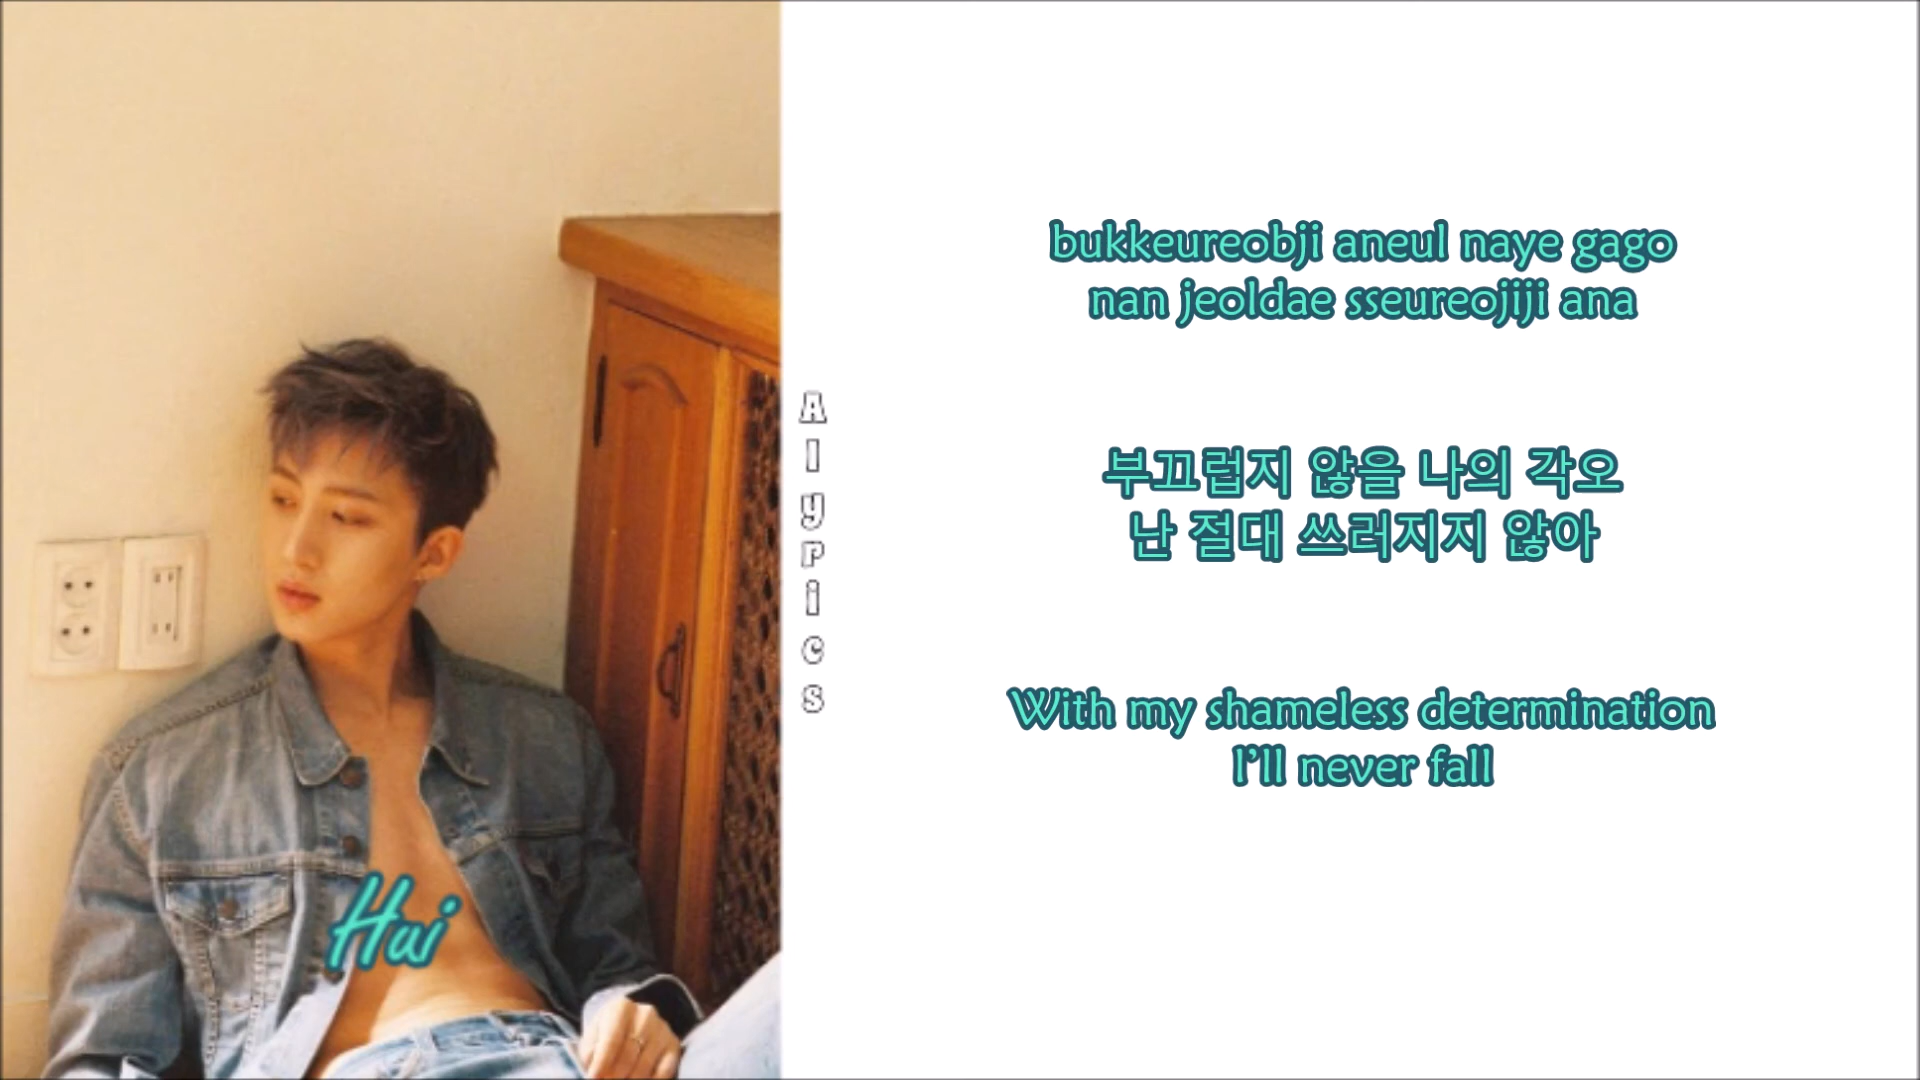 bukkeureobji aneul naye gago
nan jeoldae sseureojiji ana
부끄럽지 않을 나의 각오
난 절대 쓰러지지 않아
With my shameless determination
I'll never fall
AlyPics
Hui